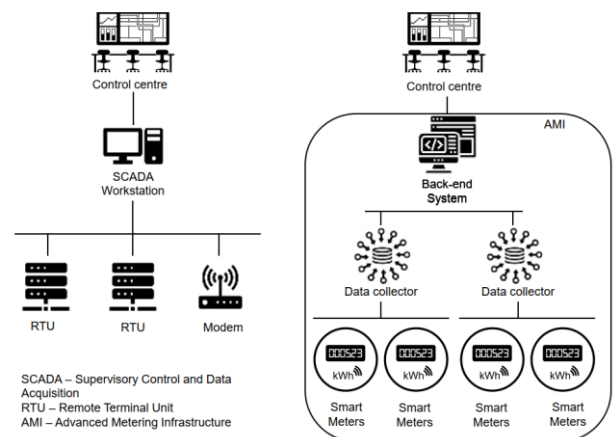 Control centre
SCADA
Workstation
RTU
RTU
Modem
SCADA – Supervisory Control and Data
Acquisition
RTU – Remote Terminal Unit
AMI – Advanced Metering Infrastructure
Control centre
AMI
</>
Back-end
System
Data collector
Data collector
000523
kWh
000523
kWh
000523
kWh
000523
kWh
Smart
Meters
Smart
Meters
Smart
Meters
Smart
Meters